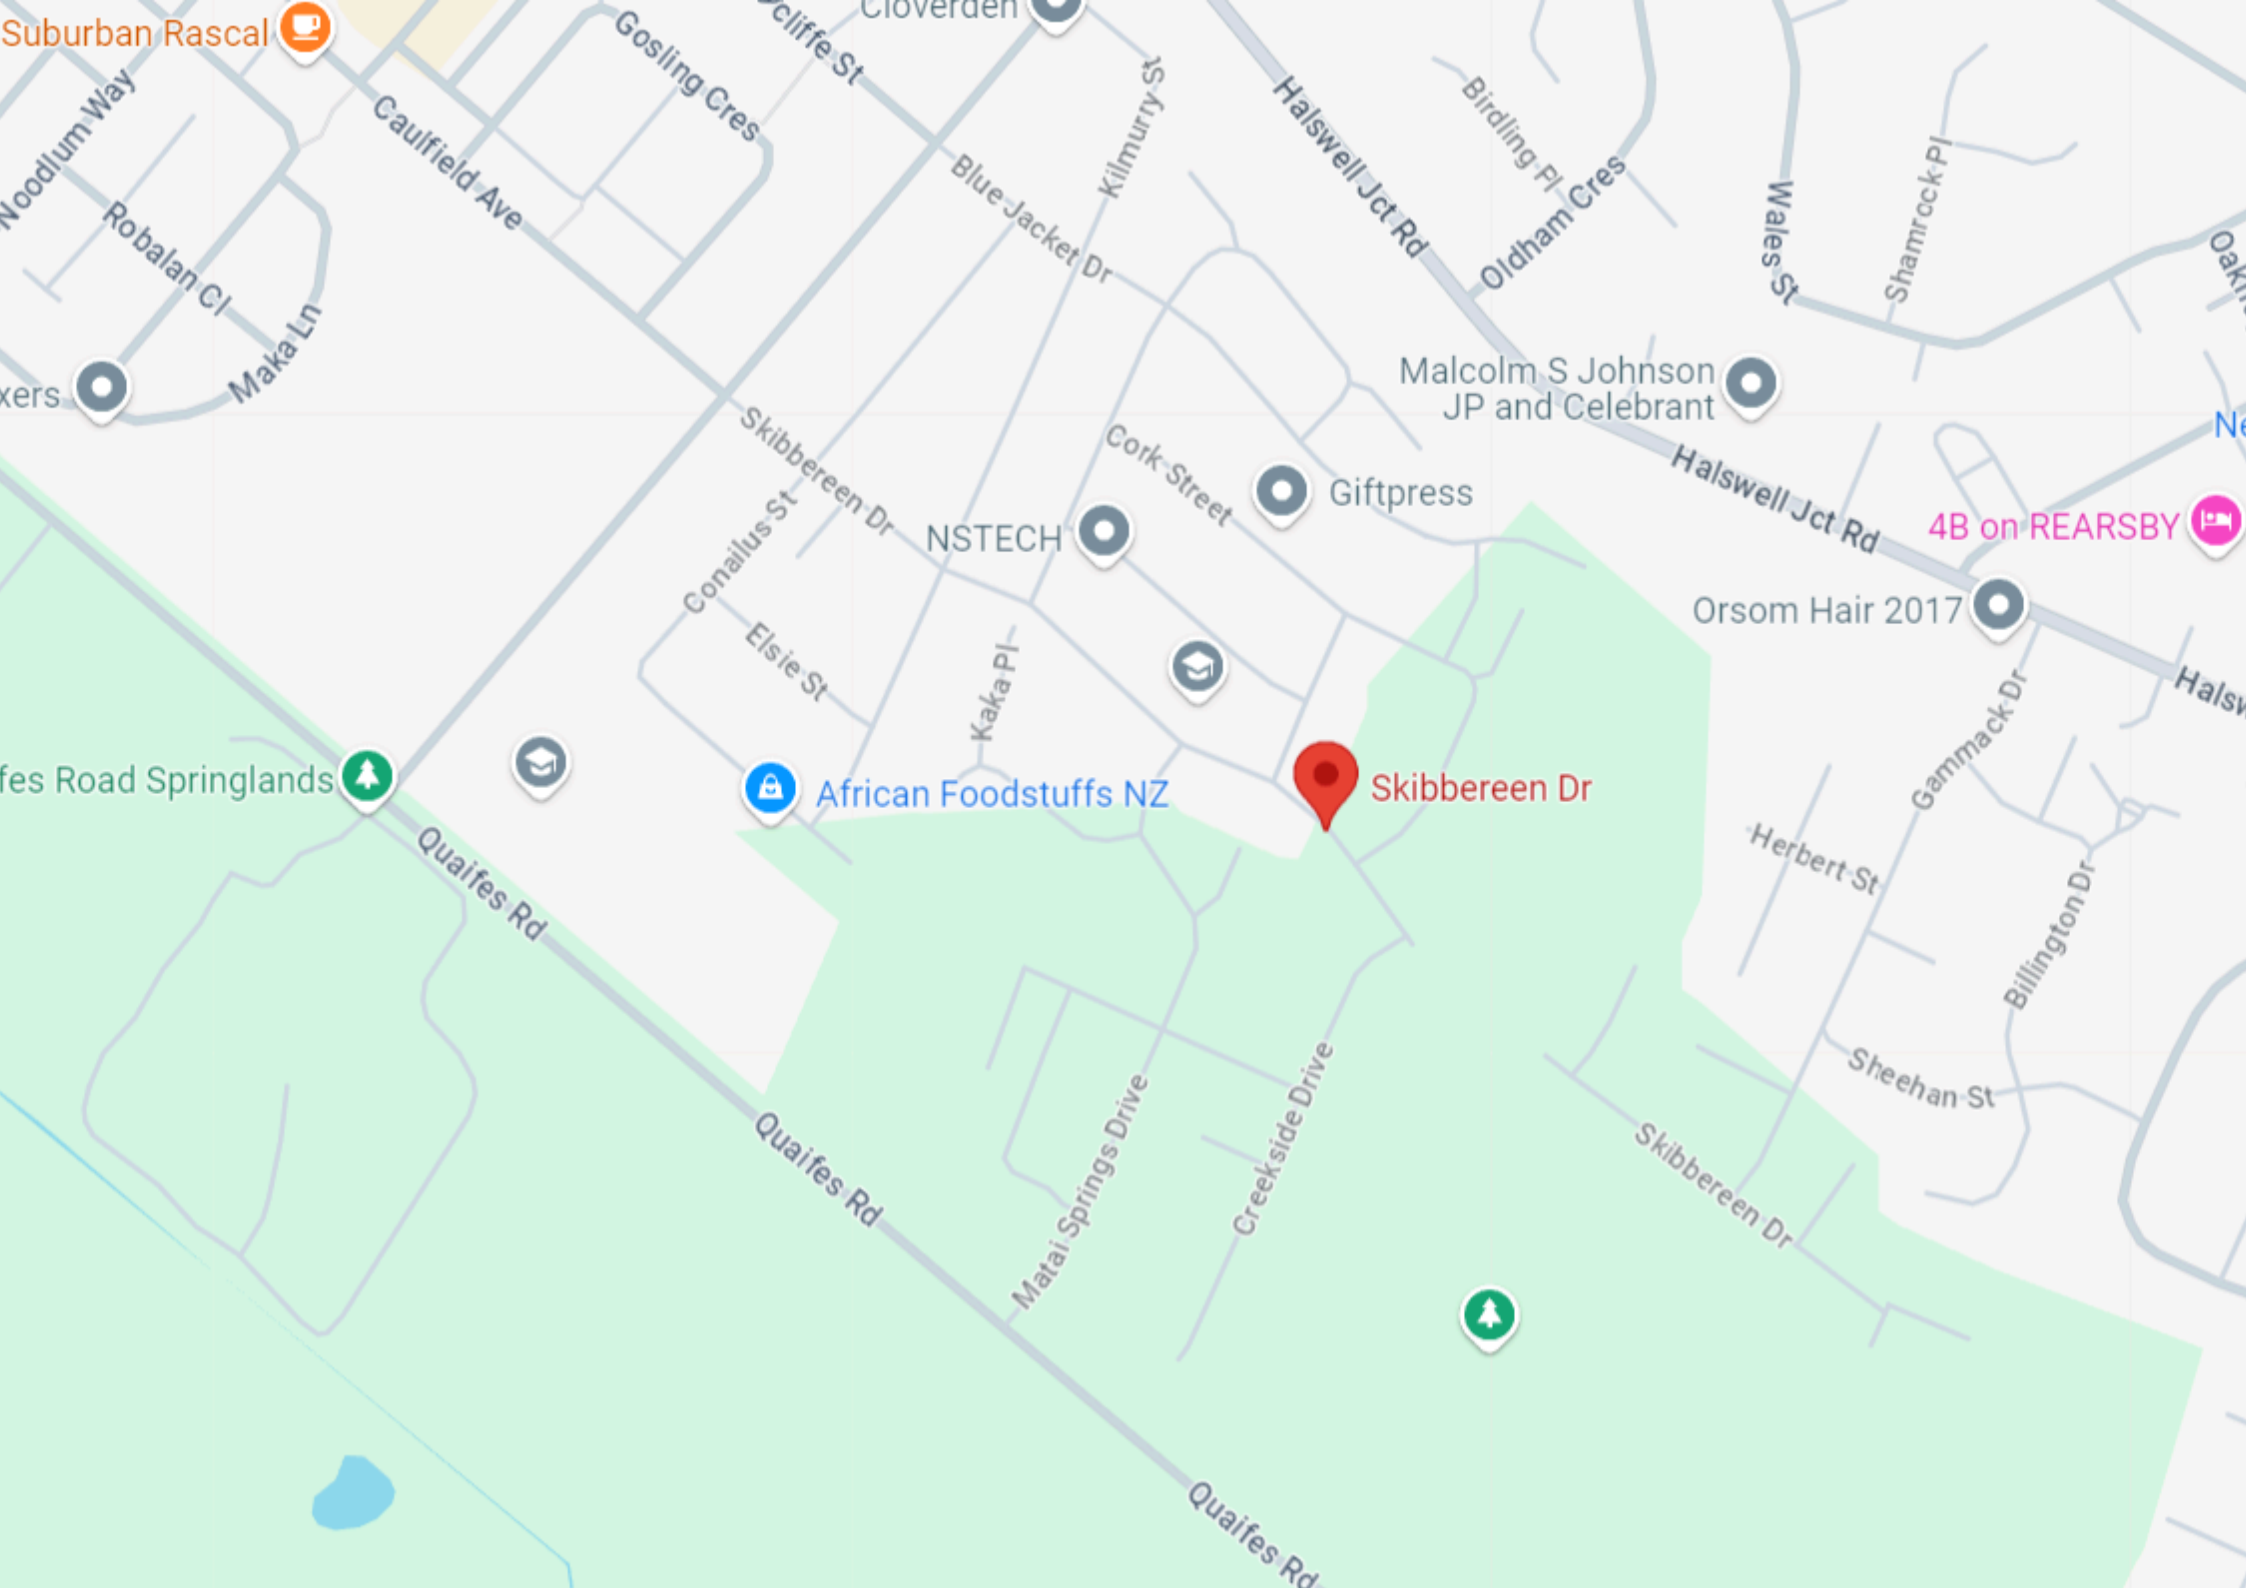 Cloverden
Suburban Rascal
Gosling Cres
cliffe St
Kilmurry St
Halswell Jct Rd
Birdling Pl
Noodlum Way
Caulfield Ave
Blue Jacket Dr
Oldham Cres
Wales St
Shamrock Pl
Robalan Cl
Maka Ln
xers
Malcolm S Johnson
JP and Celebrant
Skibbereen Dr
Cork Street
Giftpress
Halswell Jct Rd
NSTECH
4B on REARSBY
Conailus St
Orsom Hair 2017
Elsie St
Kaka Pl
Halsw
Gammack Dr
fes Road Springlands
African Foodstuffs NZ
Skibbereen Dr
Quaifes Rd
Herbert St
Billington Dr
Sheehan St
Matai Springs Drive
Creekside Drive
Quaifes Rd
Skibbereen Dr
Quaifes Rd